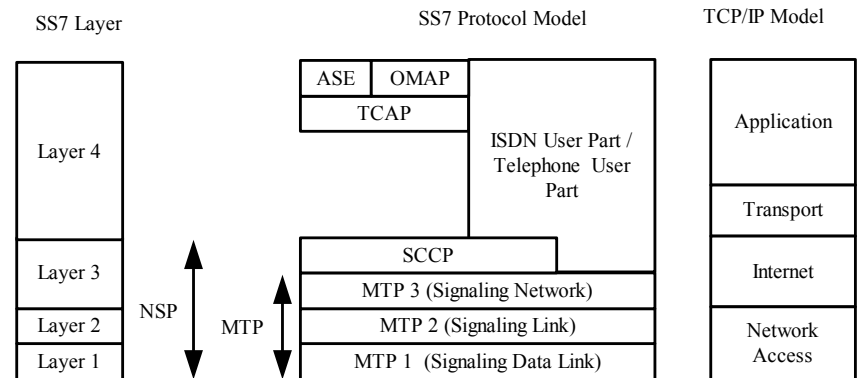 SS7 Layer
SS7 Protocol Model
TCP/IP Model
Layer 4
Layer 3
Layer 2
Layer 1
NSP
MTP
ASE
OMAP
TCAP
ISDN User Part /
Telephone User
Part
SCCP
MTP 3 (Signaling Network)
MTP 2 (Signaling Link)
MTP 1 (Signaling Data Link)
Application
Transport
Internet
Network
Access